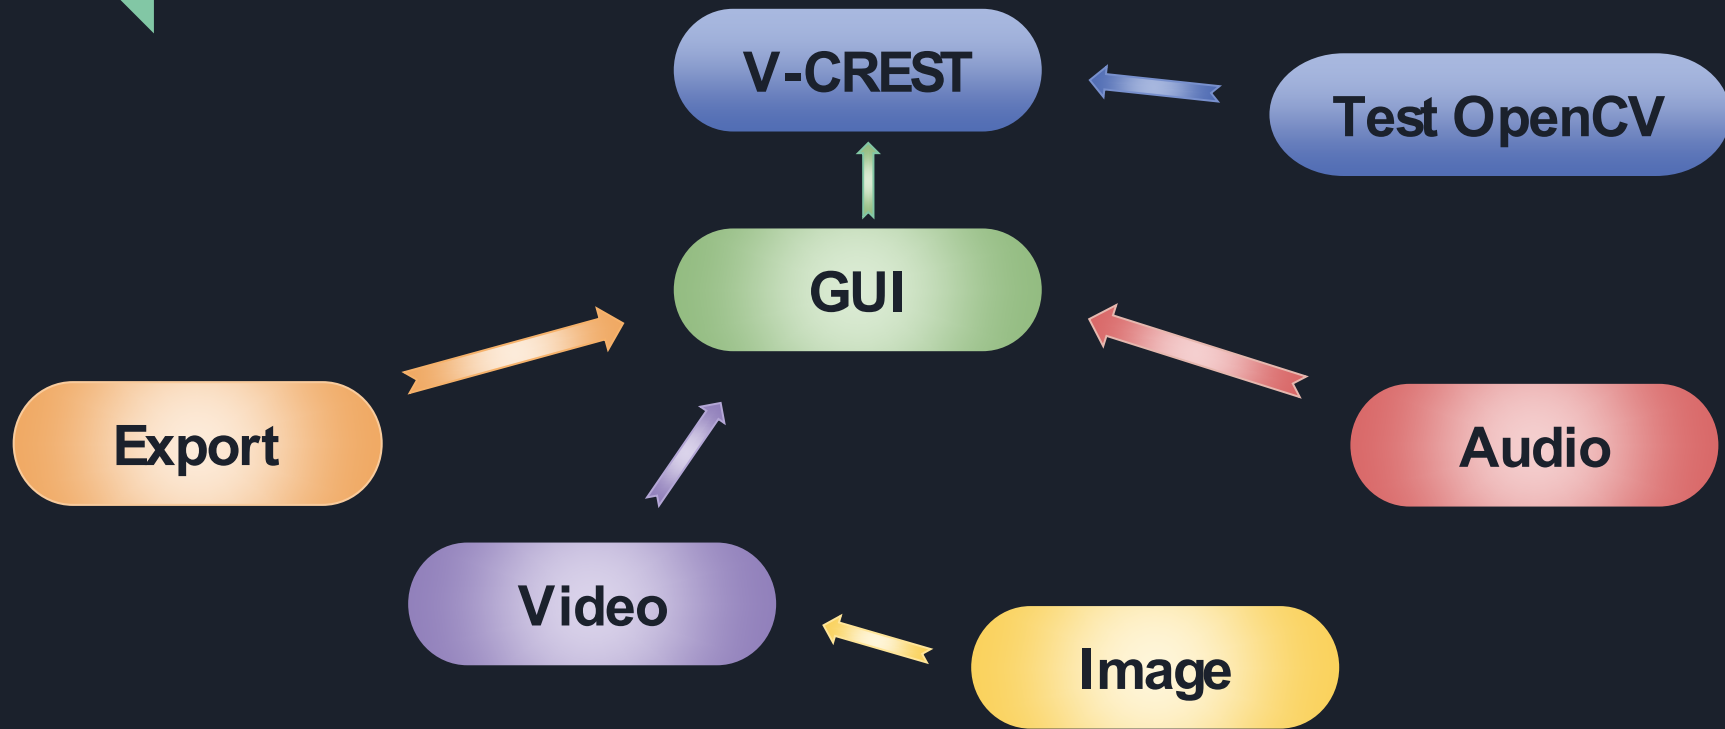 V-CREST
Test OpenCV
GUI
Export
Audio
Video
Image